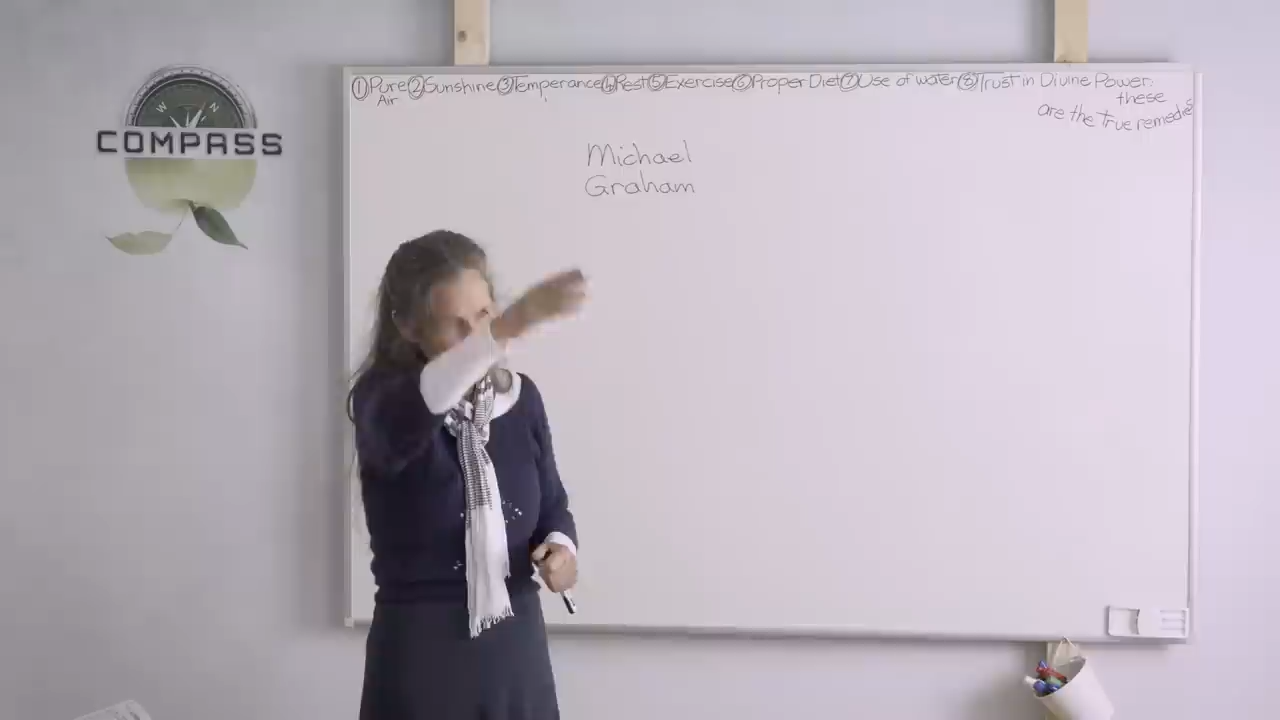 W N
COMPASS
①Pure ②Sunshine ③Temperance ④Rest ⑤Exercise ⑥Proper Diet ⑦Use of water ⑧Trust in Divine Power.
Air
these
are the true remedies
Michael
Graham